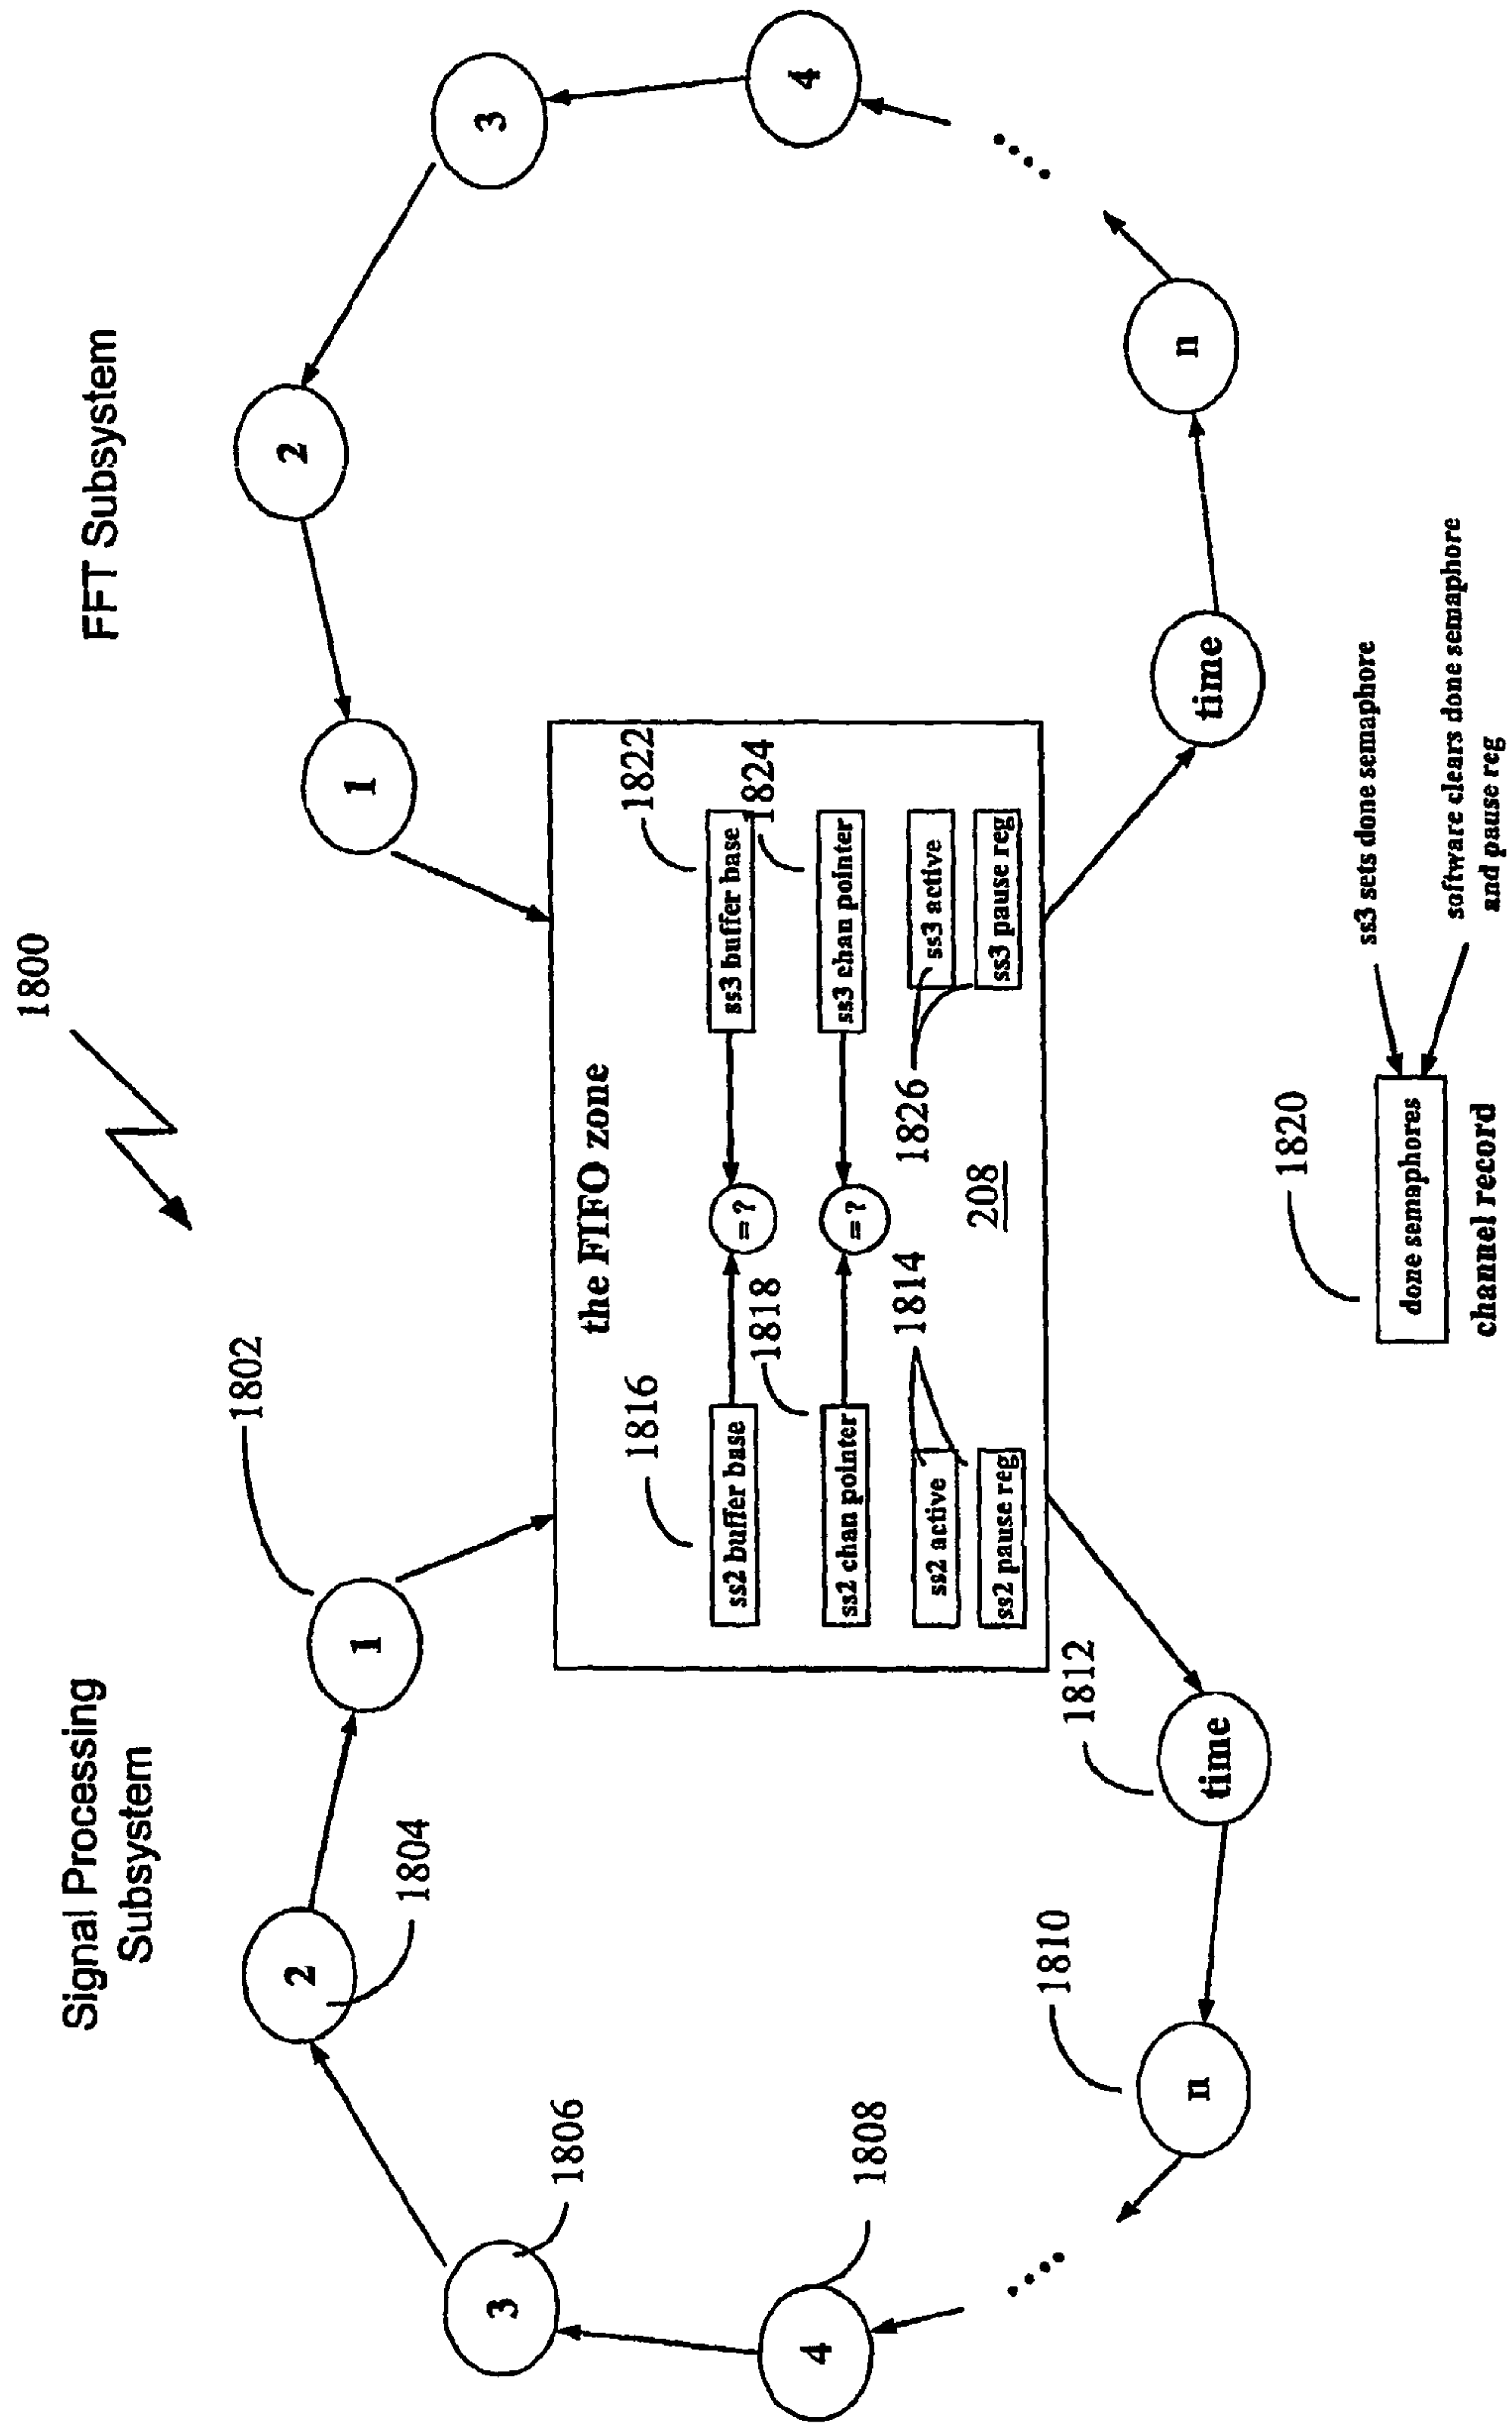 1800
Signal Processing
Subsystem
FFT Subsystem
1802
1
2
1804
3
1806
4
1808
n
1810
time
1812
1
2
3
4
n
time
the FIFO zone
1816
ss2 buffer base
= ?
ss3 buffer base
1822
1818
ss2 chan pointer
= ?
ss3 chan pointer
1824
1814
ss2 active
ss2 pause reg
1826
ss3 active
ss3 pause reg
208
1820
done semaphores
channel record
ss3 sets done semaphore
software clears done semaphore
and pause reg